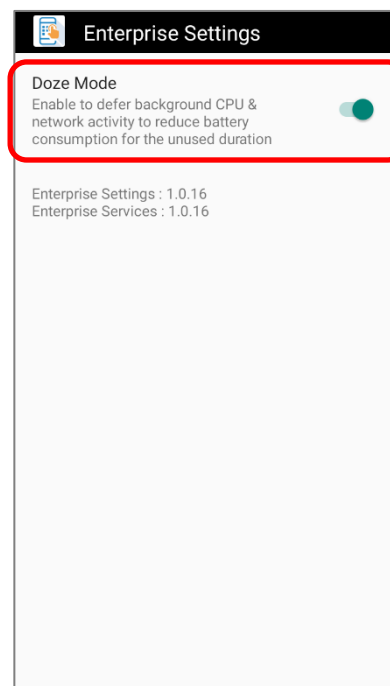 Enterprise Settings
Doze Mode
Enable to defer background CPU &
network activity to reduce battery
consumption for the unused duration
Enterprise Settings : 1.0.16
Enterprise Services : 1.0.16